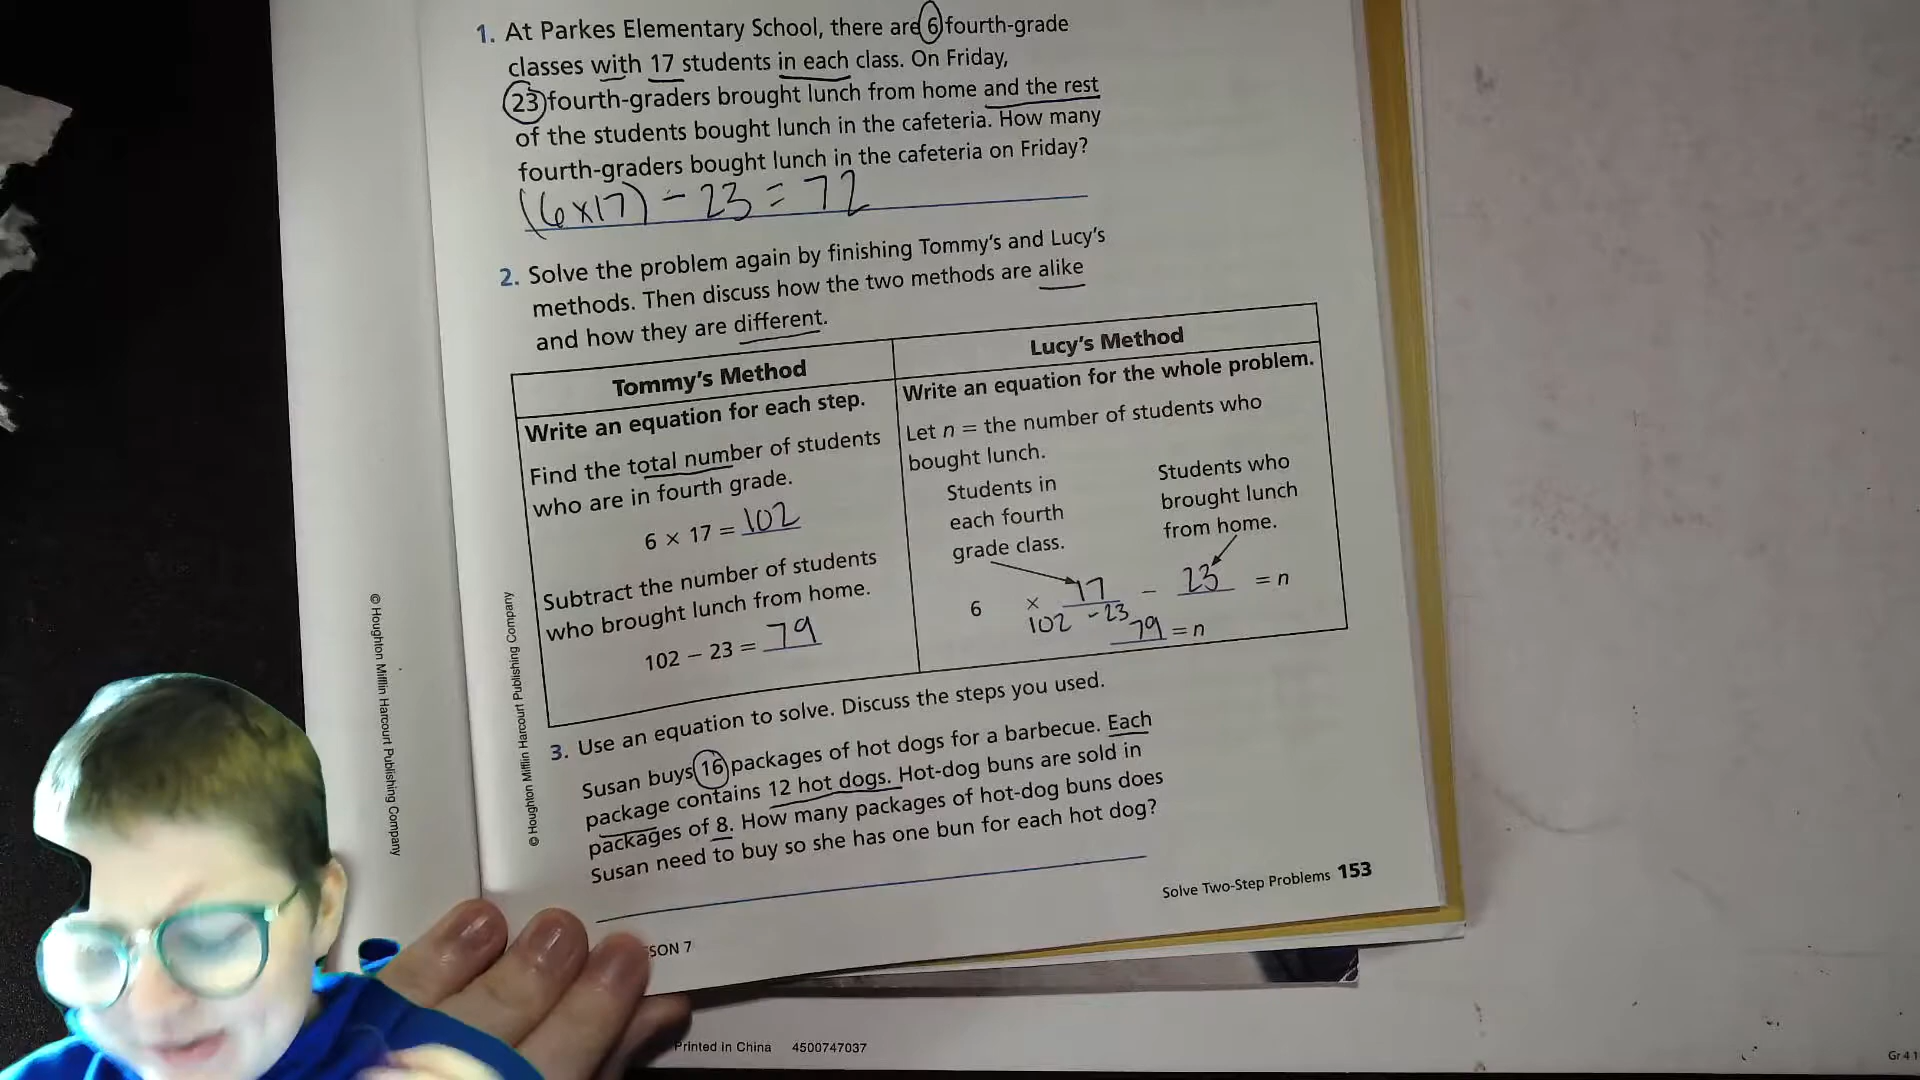 1. At Parkes Elementary School, there are 6 fourth-grade
classes with 17 students in each class. On Friday,
23 fourth-graders brought lunch from home and the rest
of the students bought lunch in the cafeteria. How many
fourth-graders bought lunch in the cafeteria on Friday?
(6x17) - 23 = 72
2. Solve the problem again by finishing Tommy's and Lucy's
methods. Then discuss how the two methods are alike
and how they are different.
Tommy's Method
Write an equation for each step.
Find the total number of students
who are in fourth grade.
6 × 17 = 102
Subtract the number of students
who brought lunch from home.
102 – 23 = 79
Lucy's Method
Write an equation for the whole problem.
Let n = the number of students who
bought lunch.
Students in
each fourth
grade class.
Students who
brought lunch
from home.
6 × 17 – 23 = n
102 -23
79 = n
3. Use an equation to solve. Discuss the steps you used.
Susan buys 16 packages of hot dogs for a barbecue. Each
package contains 12 hot dogs. Hot-dog buns are sold in
packages of 8. How many packages of hot-dog buns does
Susan need to buy so she has one bun for each hot dog?
Solve Two-Step Problems 153
SON 7
© Houghton Mifflin Harcourt Publishing Company
© Houghton Mifflin Harcourt Publishing Company
Printed in China 4500747037
Gr 4 1